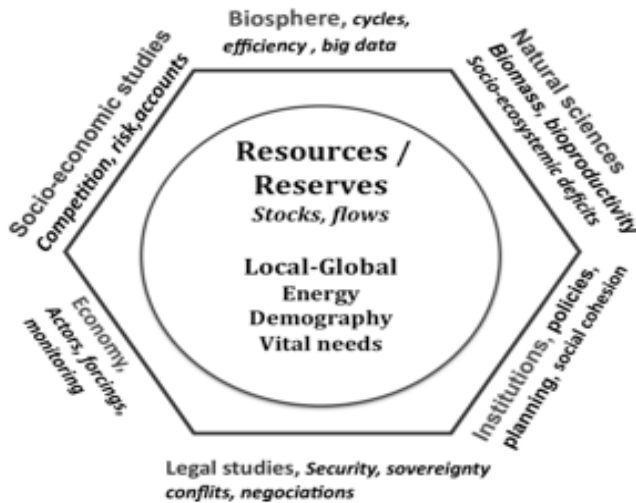 Biosphere, cycles,
efficiency , big data
Natural sciences
Biomass, bioproductivity
Socio-ecosystemic deficits
Institutions, policies,
planning, social cohesion
Legal studies, Security, sovereignty
conflits, negociations
Economy,
Actors, forcings,
monitoring
Socio-economic studies
Competition, risk,accounts
Resources /
Reserves
Stocks, flows
Local-Global
Energy
Demography
Vital needs